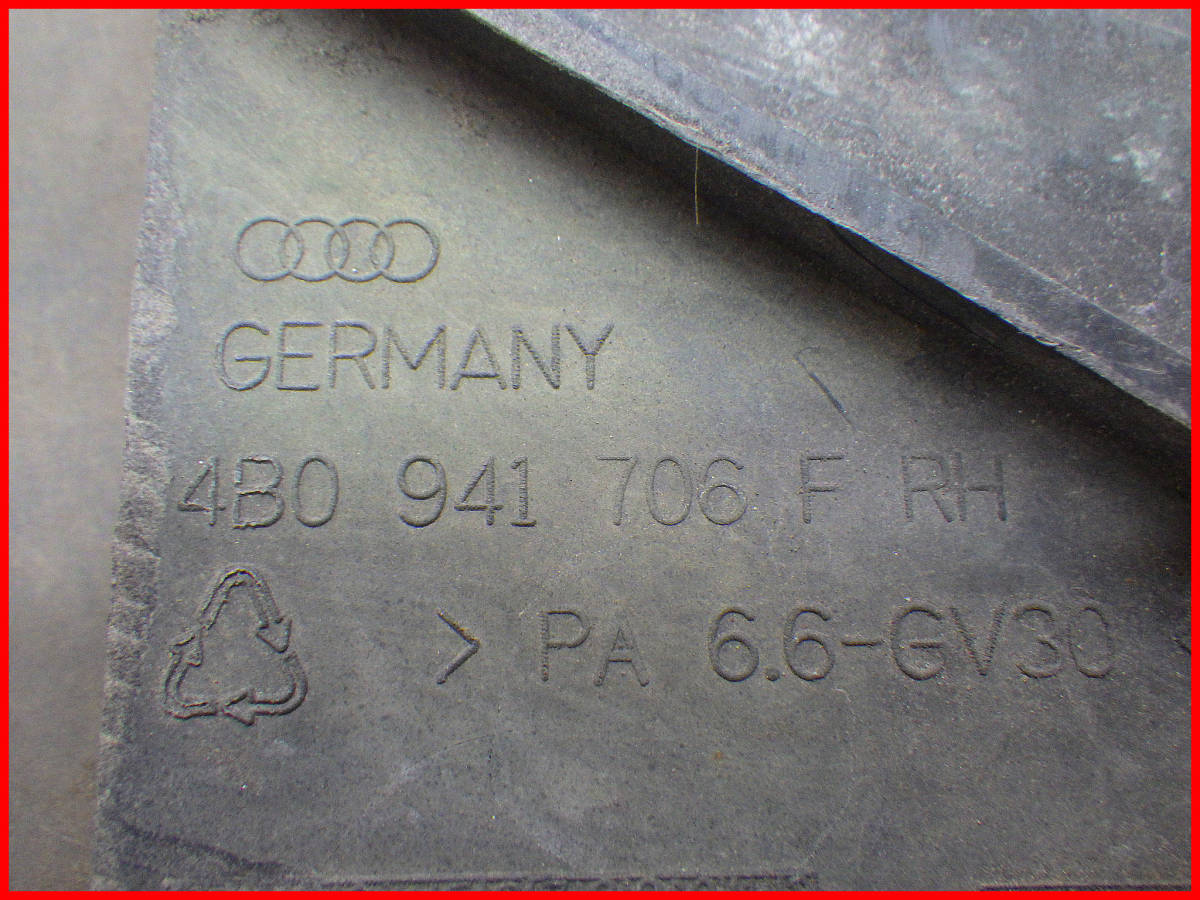 GERMANY
4B0 941 706 F RH
> PA 6.6-GV30 <